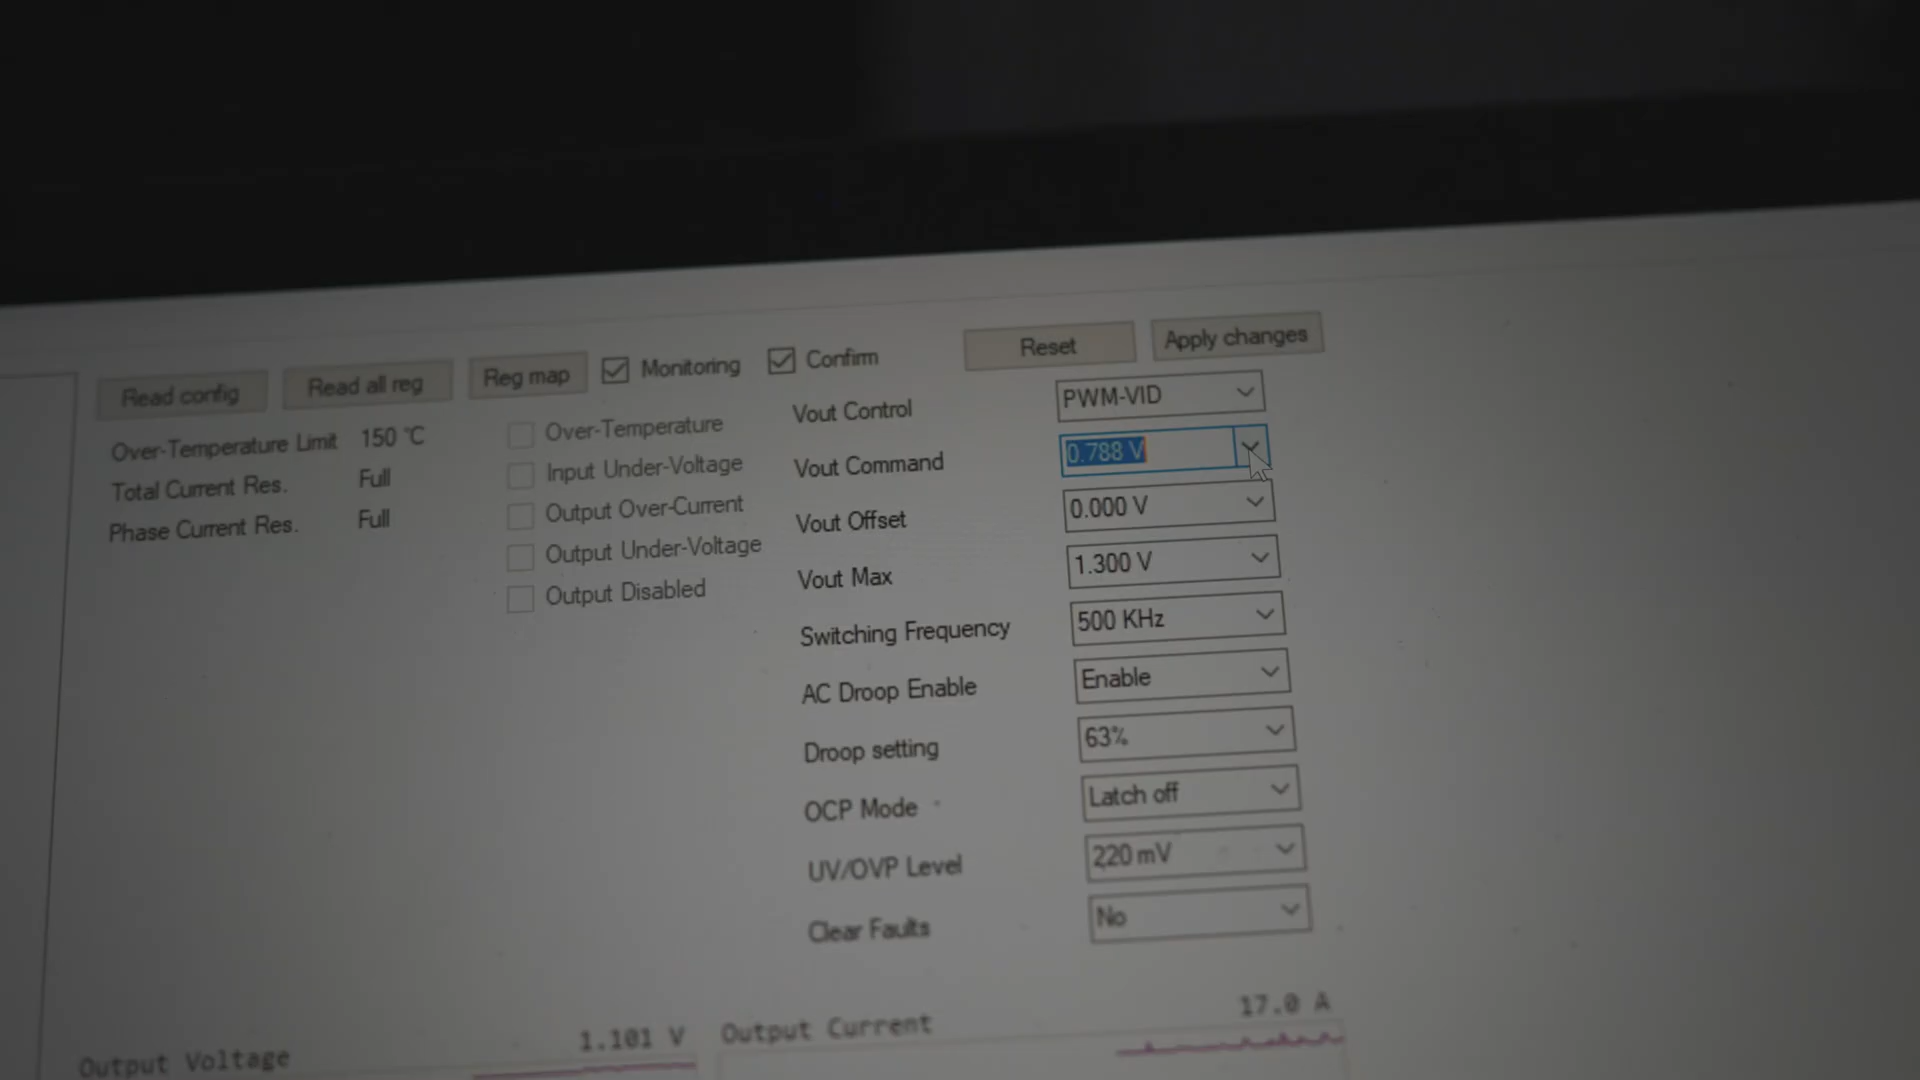 Read config Read all reg Reg map Monitoring Confirm Reset Apply changes
Over-Temperature Limit 150 °C
Total Current Res. Full
Phase Current Res. Full
Over-Temperature
Input Under-Voltage
Output Over-Current
Output Under-Voltage
Output Disabled
Vout Control PWM-VID
Vout Command 0.788 V
Vout Offset 0.000 V
Vout Max 1.300 V
Switching Frequency 500 KHz
AC Droop Enable Enable
Droop setting 63%
OCP Mode Latch off
UV/OVP Level 220 mV
Clear Faults No
Output Voltage 1.101 V
Output Current 17.0 A